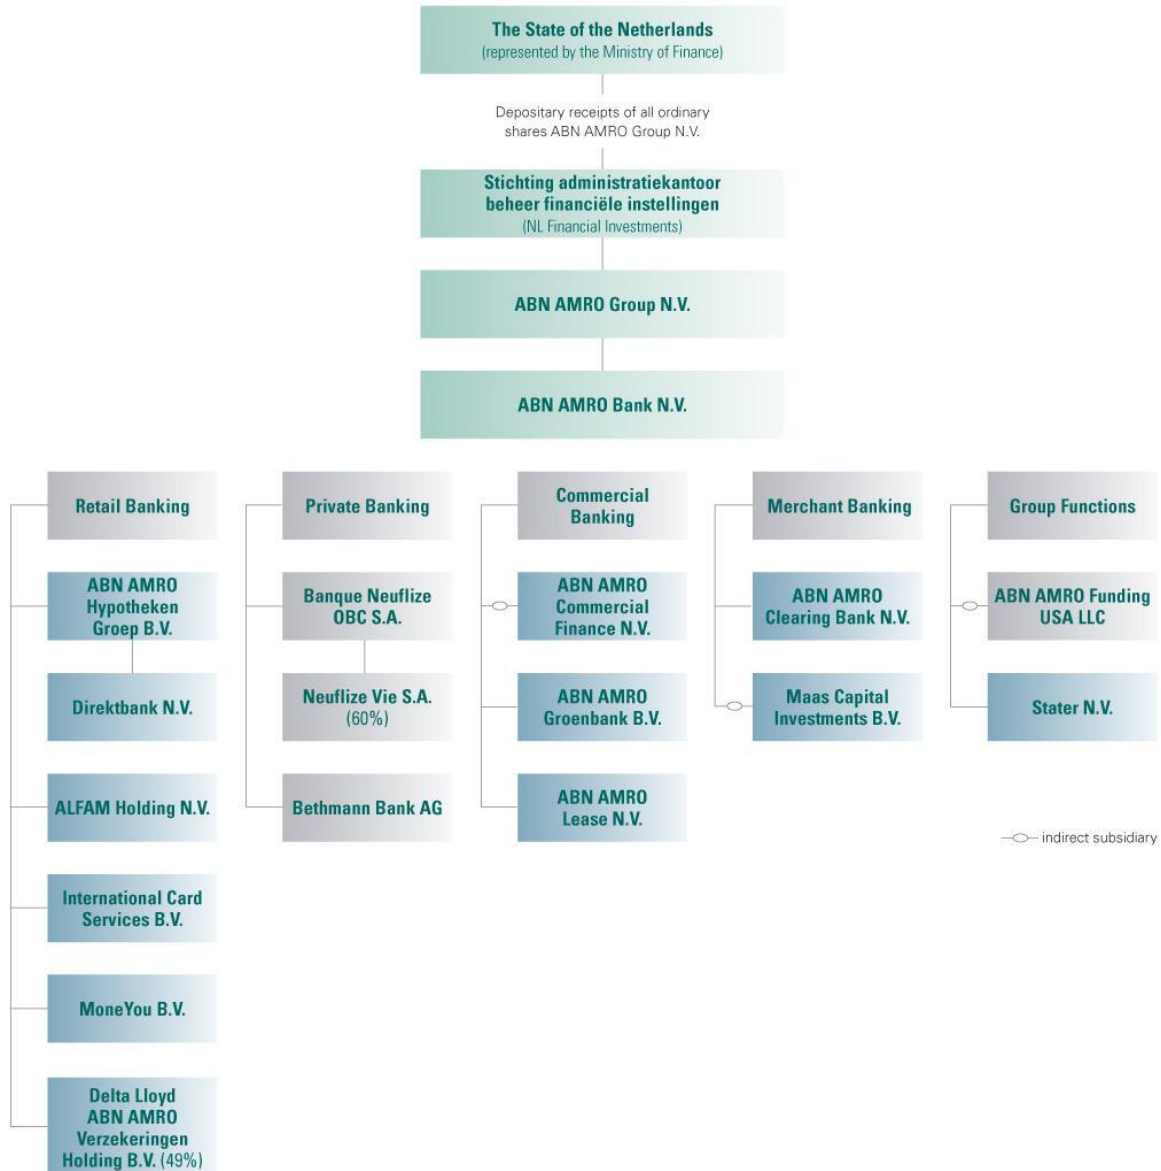 The State of the Netherlands
(represented by the Ministry of Finance)
Depositary receipts of all ordinary
shares ABN AMRO Group N.V.
Stichting administratiekantoor
beheer financiële instellingen
(NL Financial Investments)
ABN AMRO Group N.V.
ABN AMRO Bank N.V.
Retail Banking
ABN AMRO
Hypotheken
Groep B.V.
Direktbank N.V.
ALFAM Holding N.V.
International Card
Services B.V.
MoneYou B.V.
Delta Lloyd
ABN AMRO
Verzekeringen
Holding B.V. (49%)
Private Banking
Banque Neuflize
OBC S.A.
Neuflize Vie S.A.
(60%)
Bethmann Bank AG
Commercial
Banking
ABN AMRO
Commercial
Finance N.V.
ABN AMRO
Groenbank B.V.
ABN AMRO
Lease N.V.
Merchant Banking
ABN AMRO
Clearing Bank N.V.
Maas Capital
Investments B.V.
Group Functions
ABN AMRO Funding
USA LLC
Stater N.V.
indirect subsidiary